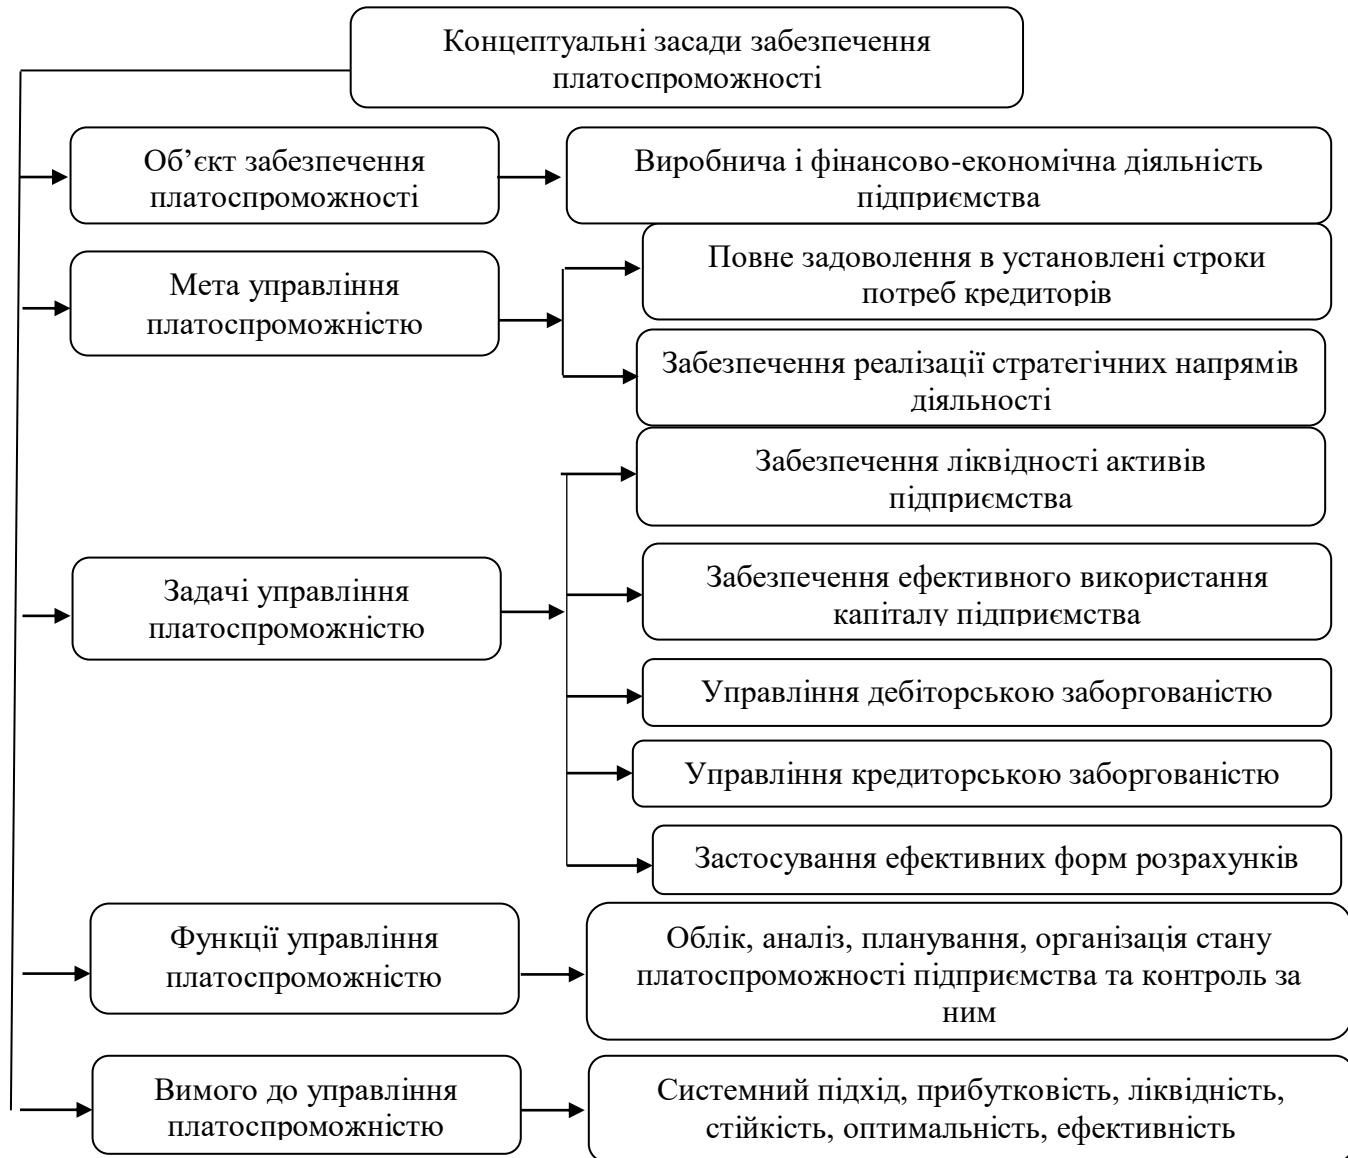 Концептуальні засади забезпечення
платоспроможності
Об’єкт забезпечення
платоспроможності
Виробнича і фінансово-економічна діяльність
підприємства
Мета управління
платоспроможністю
Повне задоволення в установлені строки
потреб кредиторів
Забезпечення реалізації стратегічних напрямів
діяльності
Задачі управління
платоспроможністю
Забезпечення ліквідності активів
підприємства
Забезпечення ефективного використання
капіталу підприємства
Управління дебіторською заборгованістю
Управління кредиторською заборгованістю
Застосування ефективних форм розрахунків
Функції управління
платоспроможністю
Облік, аналіз, планування, організація стану
платоспроможності підприємства та контроль за
ним
Вимого до управління
платоспроможністю
Системний підхід, прибутковість, ліквідність,
стійкість, оптимальність, ефективність